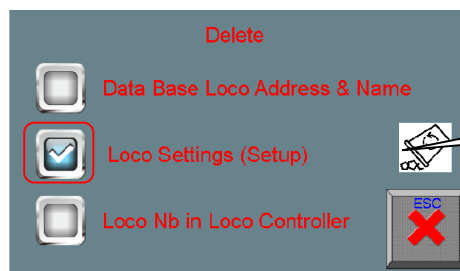 Delete
Data Base Loco Address & Name
Loco Settings (Setup)
Loco Nb in Loco Controller
ESC